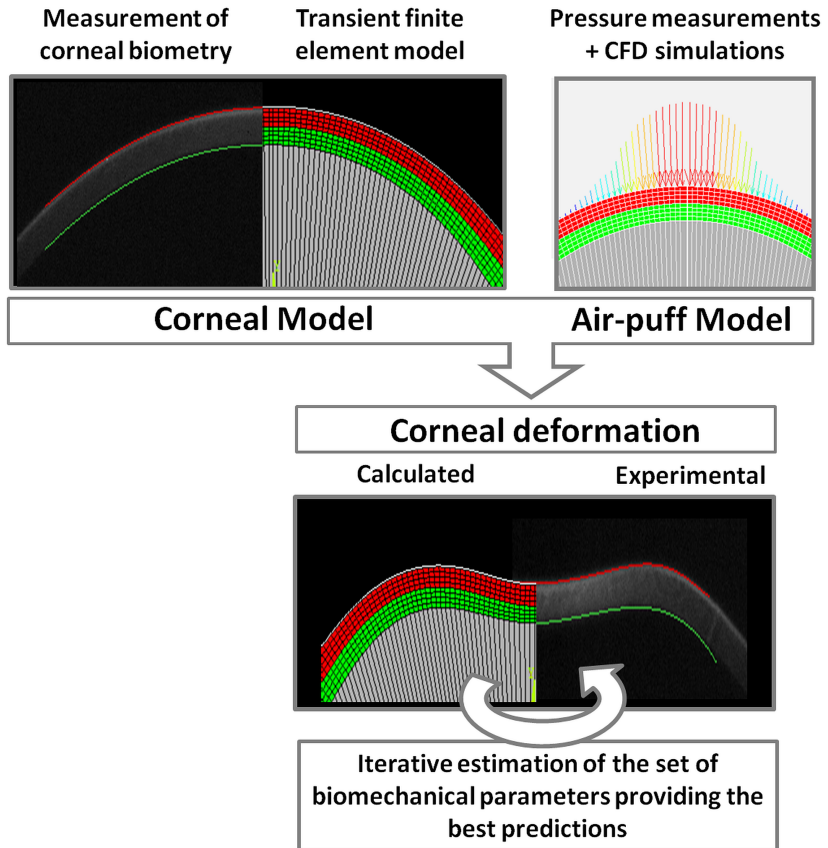 Measurement of
corneal biometry
Transient finite
element model
Pressure measurements
+ CFD simulations
Corneal Model
Air-puff Model
Corneal deformation
Calculated
Experimental
Iterative estimation of the set of
biomechanical parameters providing the
best predictions